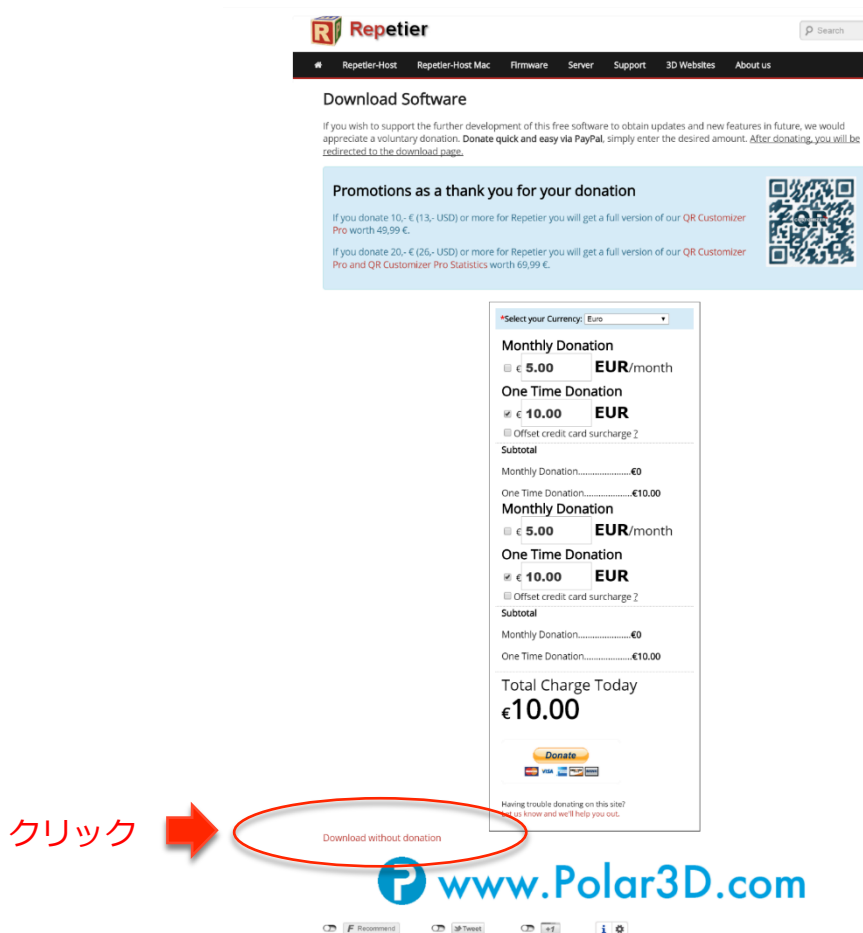 R Repetier
Search
Repetier-Host Repetier-Host Mac Firmware Server Support 3D Websites About us
Download Software
If you wish to support the further development of this free software to obtain updates and new features in future, we would
appreciate a voluntary donation. Donate quick and easy via PayPal, simply enter the desired amount. After donating, you will be
redirected to the download page.
Promotions as a thank you for your donation
If you donate 10,- € (13,- USD) or more for Repetier you will get a full version of our QR Customizer
Pro worth 49,99 €.
If you donate 20,- € (26,- USD) or more for Repetier you will get a full version of our QR Customizer
Pro and QR Customizer Pro Statistics worth 69,99 €.
QR
*Select your Currency: Euro
Monthly Donation
€ 5.00 EUR/month
One Time Donation
€ 10.00 EUR
Offset credit card surcharge ?
Subtotal
Monthly Donation......................€0
One Time Donation....................€10.00
Monthly Donation
€ 5.00 EUR/month
One Time Donation
€ 10.00 EUR
Offset credit card surcharge ?
Subtotal
Monthly Donation......................€0
One Time Donation....................€10.00
Total Charge Today
€10.00
Donate
VISA
Having trouble donating on this site?
Let us know and we'll help you out.
クリック
Download without donation
P www.Polar3D.com
F Recommend Tweet +1 i